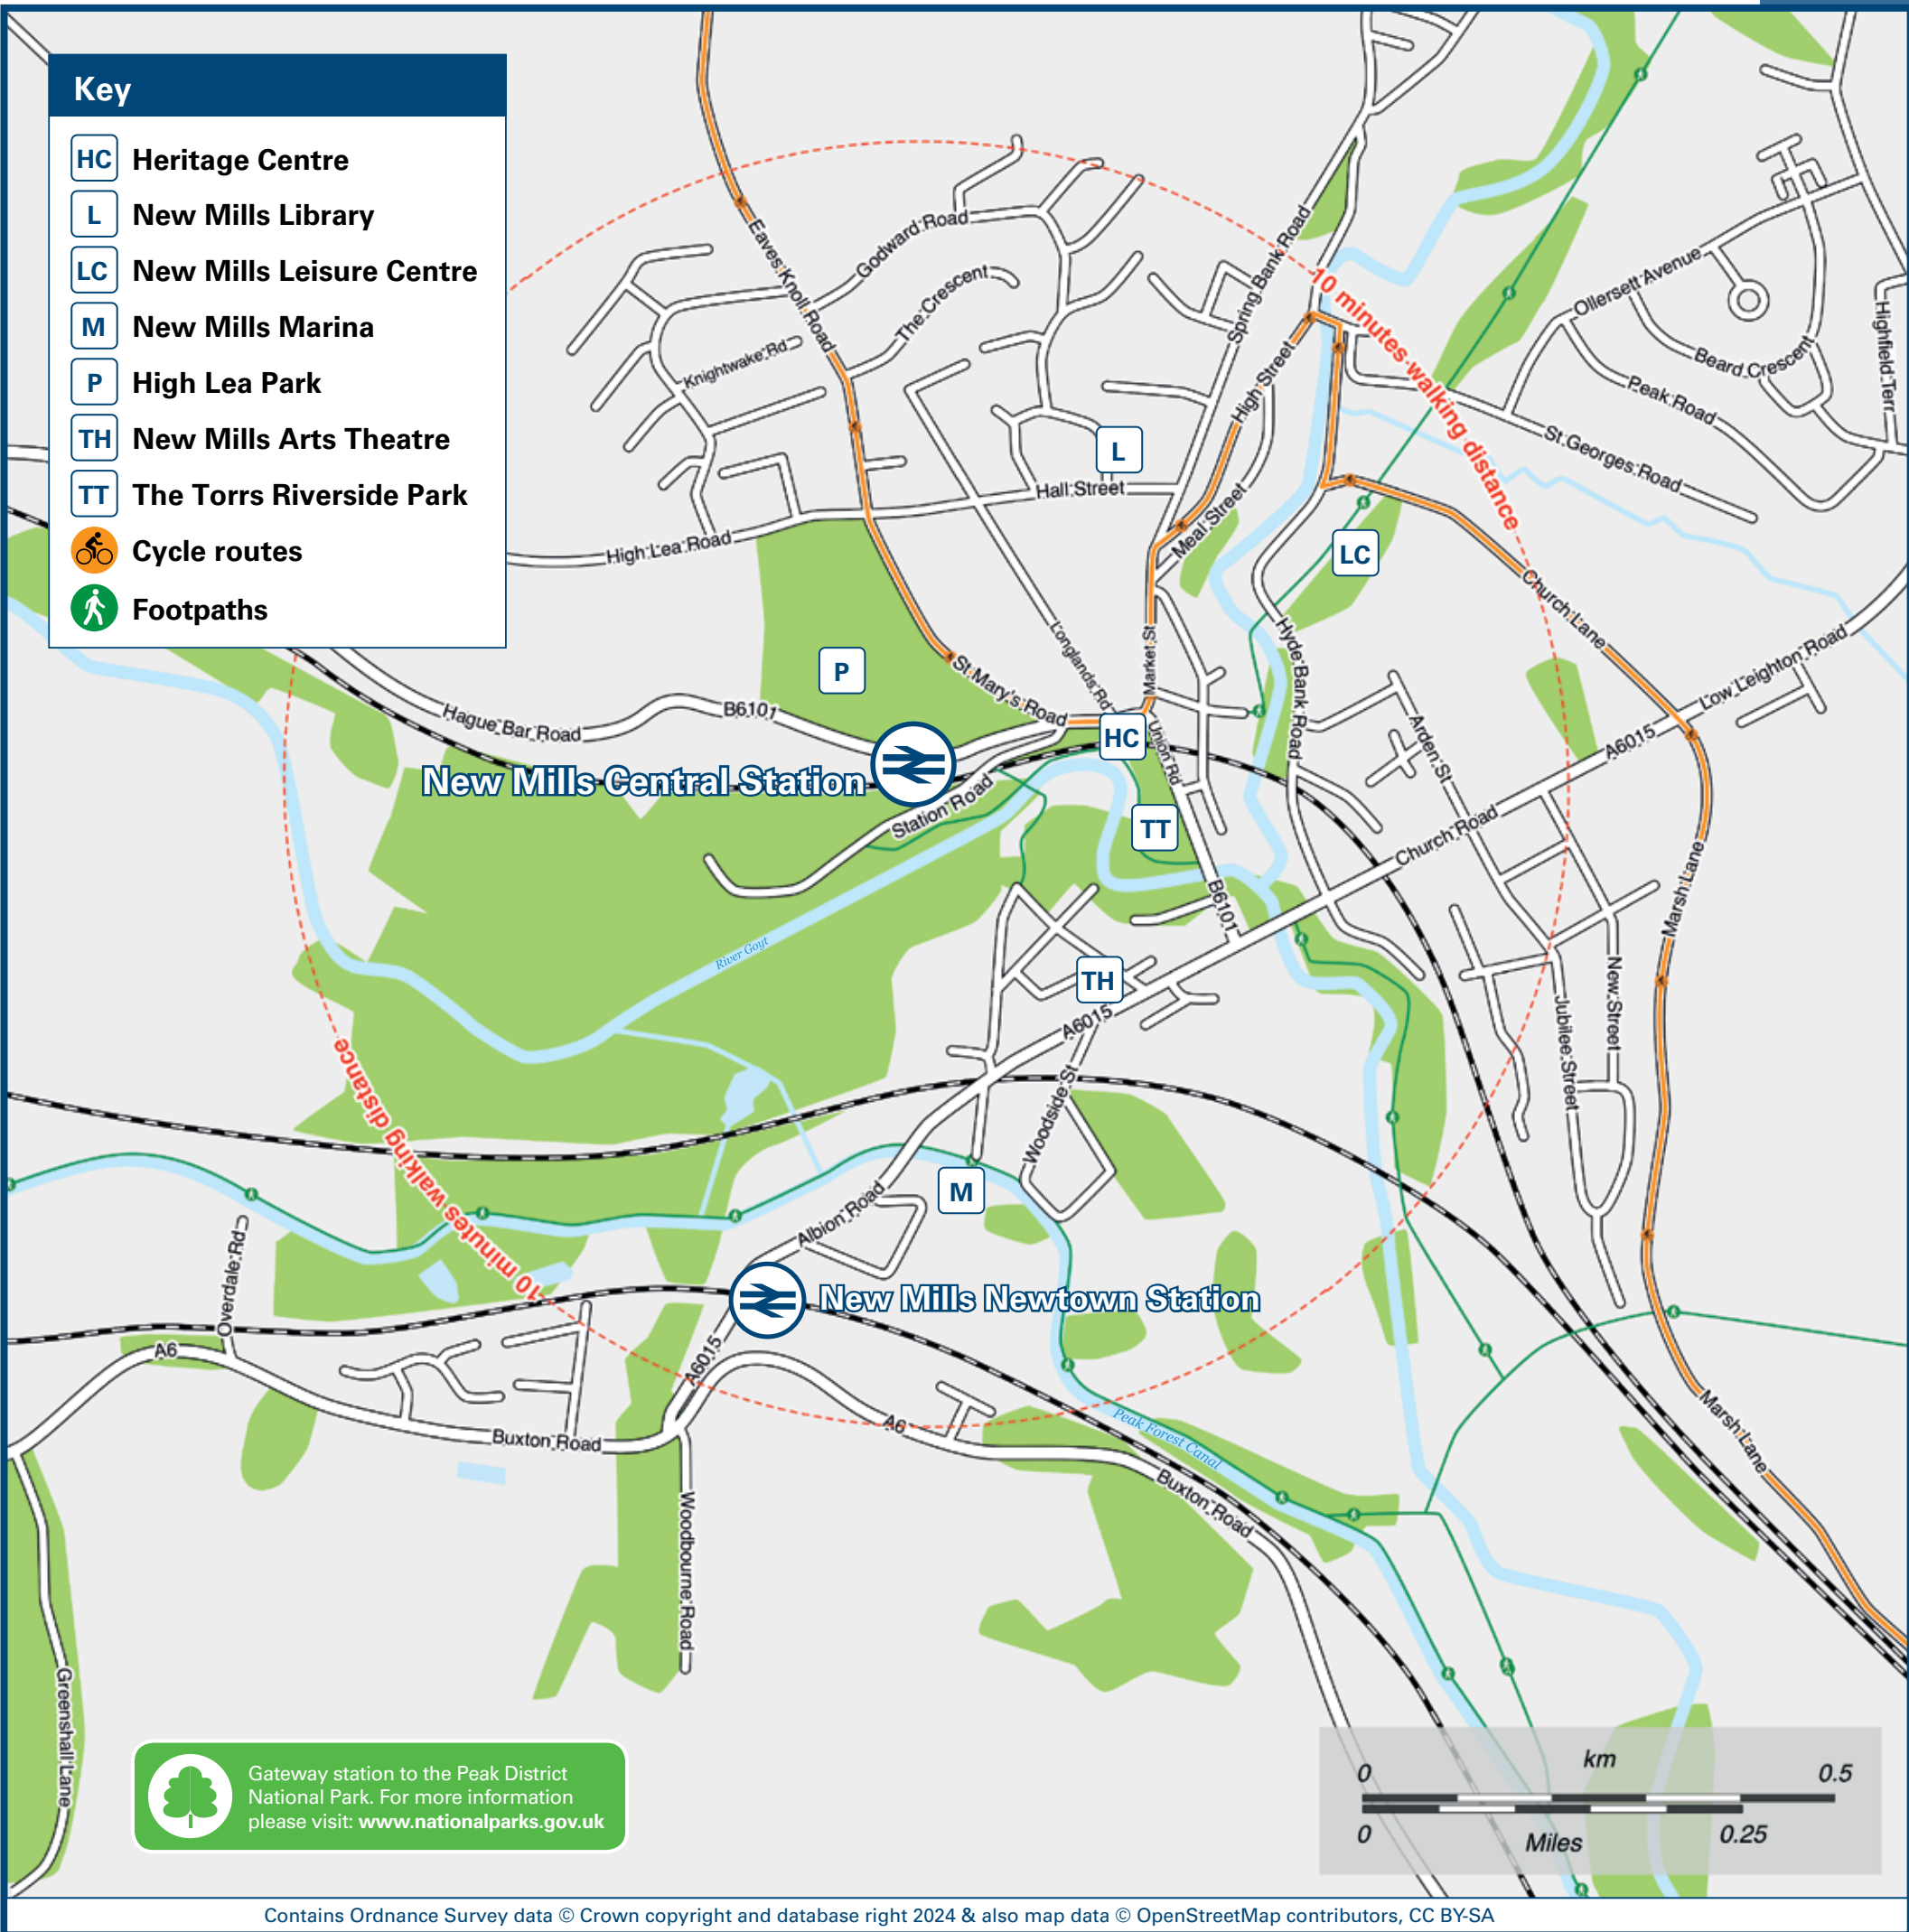 Key
HC Heritage Centre
L New Mills Library
LC New Mills Leisure Centre
M New Mills Marina
P High Lea Park
TH New Mills Arts Theatre
TT The Torrs Riverside Park
Cycle routes
Footpaths
Eaves Knoll Road
Godward Road
The Crescent
Knightwake Rd
Spring Bank Road
High Street
10 minutes walking distance
Ollersett Avenue
Beard Crescent
Peak Road
Highfield Terr
St Georges Road
L
Hall Street
Meal Street
High Lea Road
LC
Church Lane
Longlands Rd
Market St
Hyde Bank Road
Low Leighton Road
P
St Mary's Road
B6101
Hague Bar Road
HC
Union Rd
Arden St
A6015
New Mills Central Station
Station Road
TT
Church Road
Marsh Lane
B6101
River Goyt
TH
A6015
New Street
Jubilee Street
Woodside St
10 minutes walking distance
M
Albion Road
Overdale Rd
New Mills Newtown Station
A6
A6015
A6
Buxton Road
Peak Forest Canal
Marsh Lane
Buxton Road
Woodbourne Road
Greenshall Lane
Gateway station to the Peak District
National Park. For more information
please visit: www.nationalparks.gov.uk
km
0 0.5
0 0.25
Miles
Contains Ordnance Survey data © Crown copyright and database right 2024 & also map data © OpenStreetMap contributors, CC BY-SA